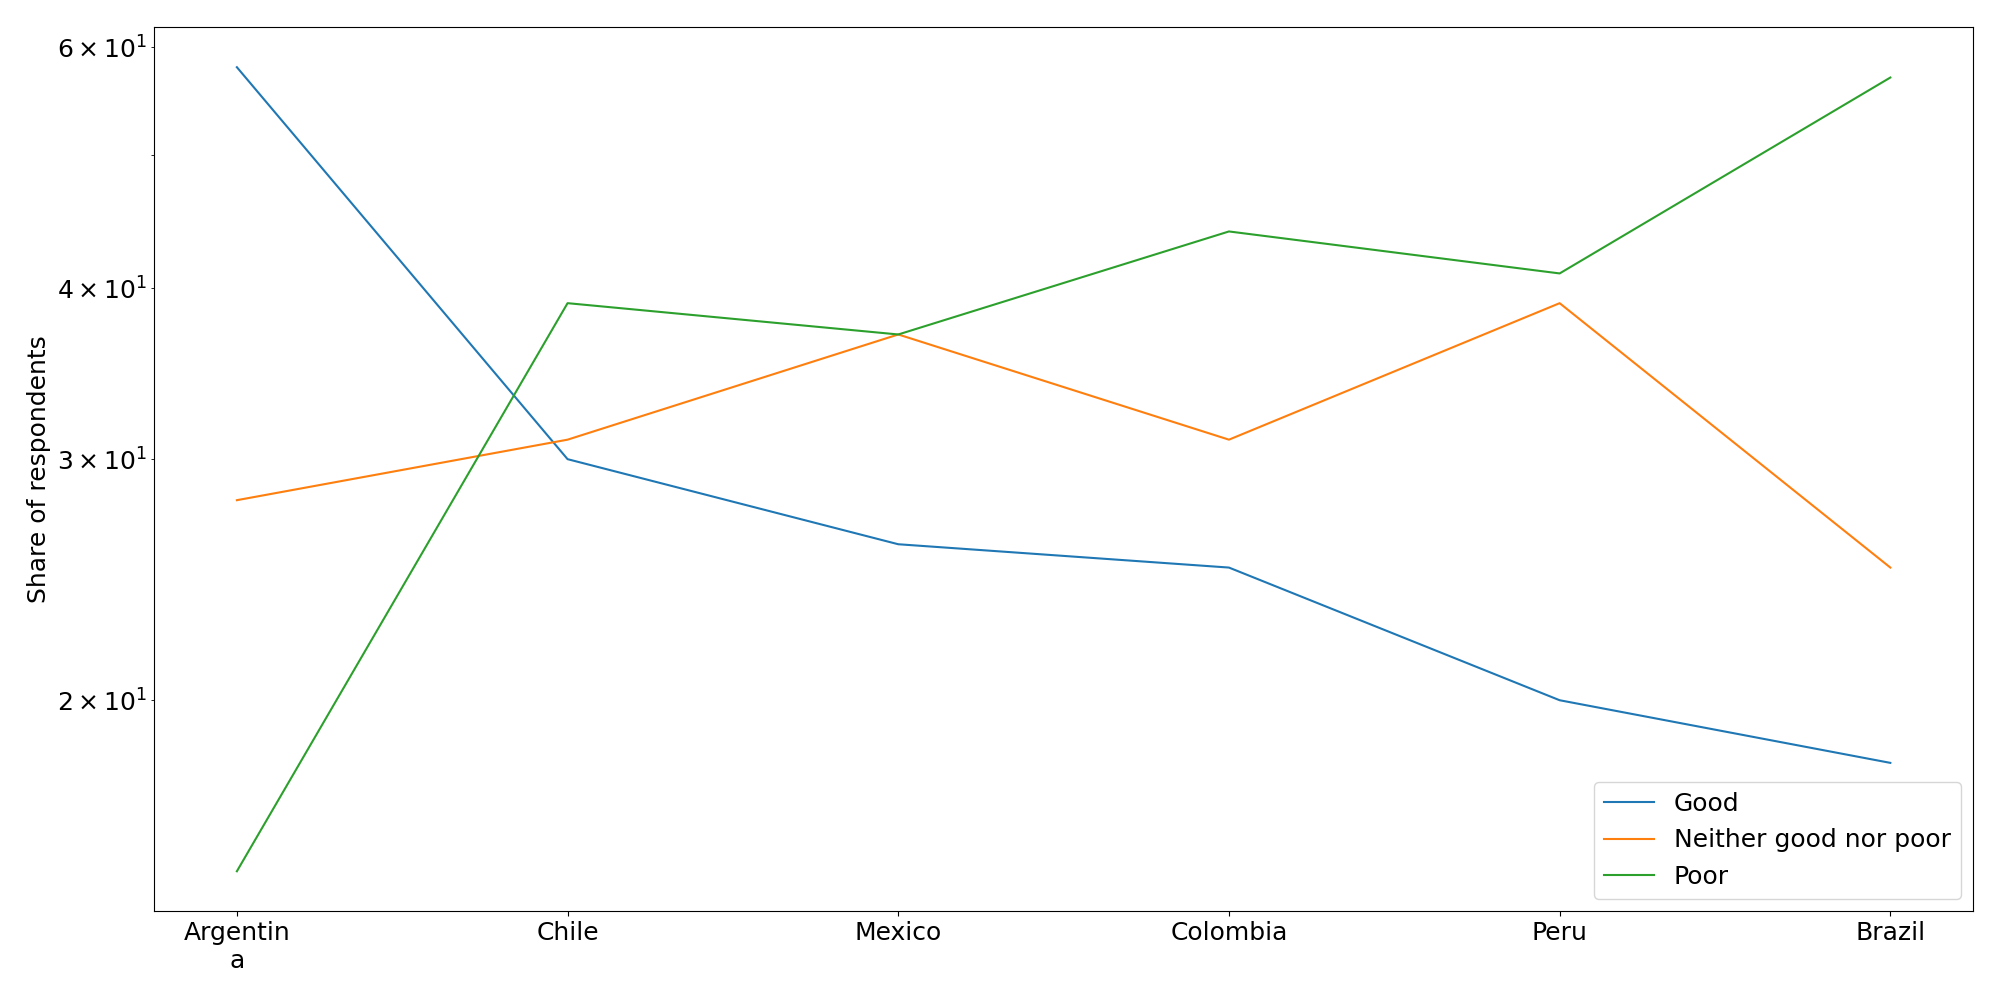 6 × 10¹
4 × 10¹
3 × 10¹
2 × 10¹
Share of respondents
Argentin
a
Chile
Mexico
Colombia
Peru
Brazil
Good
Neither good nor poor
Poor